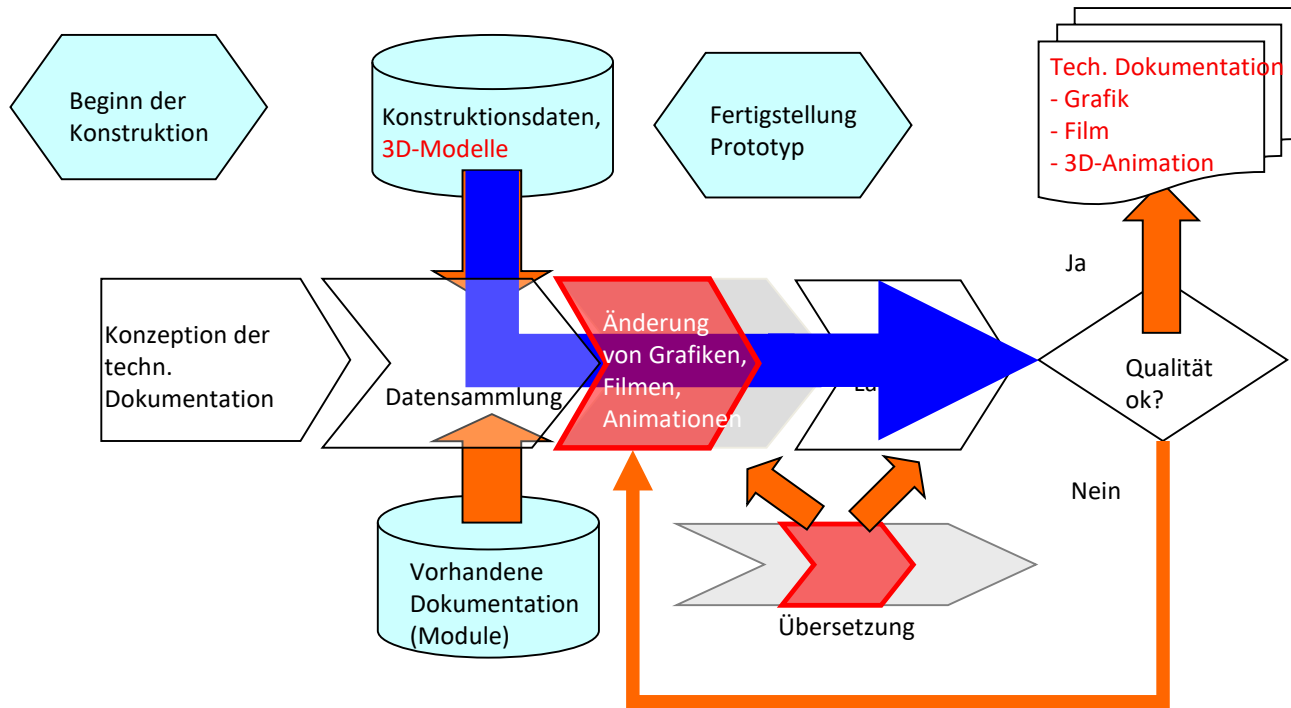 Beginn der
Konstruktion
Konstruktionsdaten,
3D-Modelle
Fertigstellung
Prototyp
Tech. Dokumentation
- Grafik
- Film
- 3D-Animation
Ja
Konzeption der
techn.
Dokumentation
Datensammlung
Änderung
von Grafiken,
Filmen,
Animationen
Qualität
ok?
Nein
Vorhandene
Dokumentation
(Module)
Übersetzung